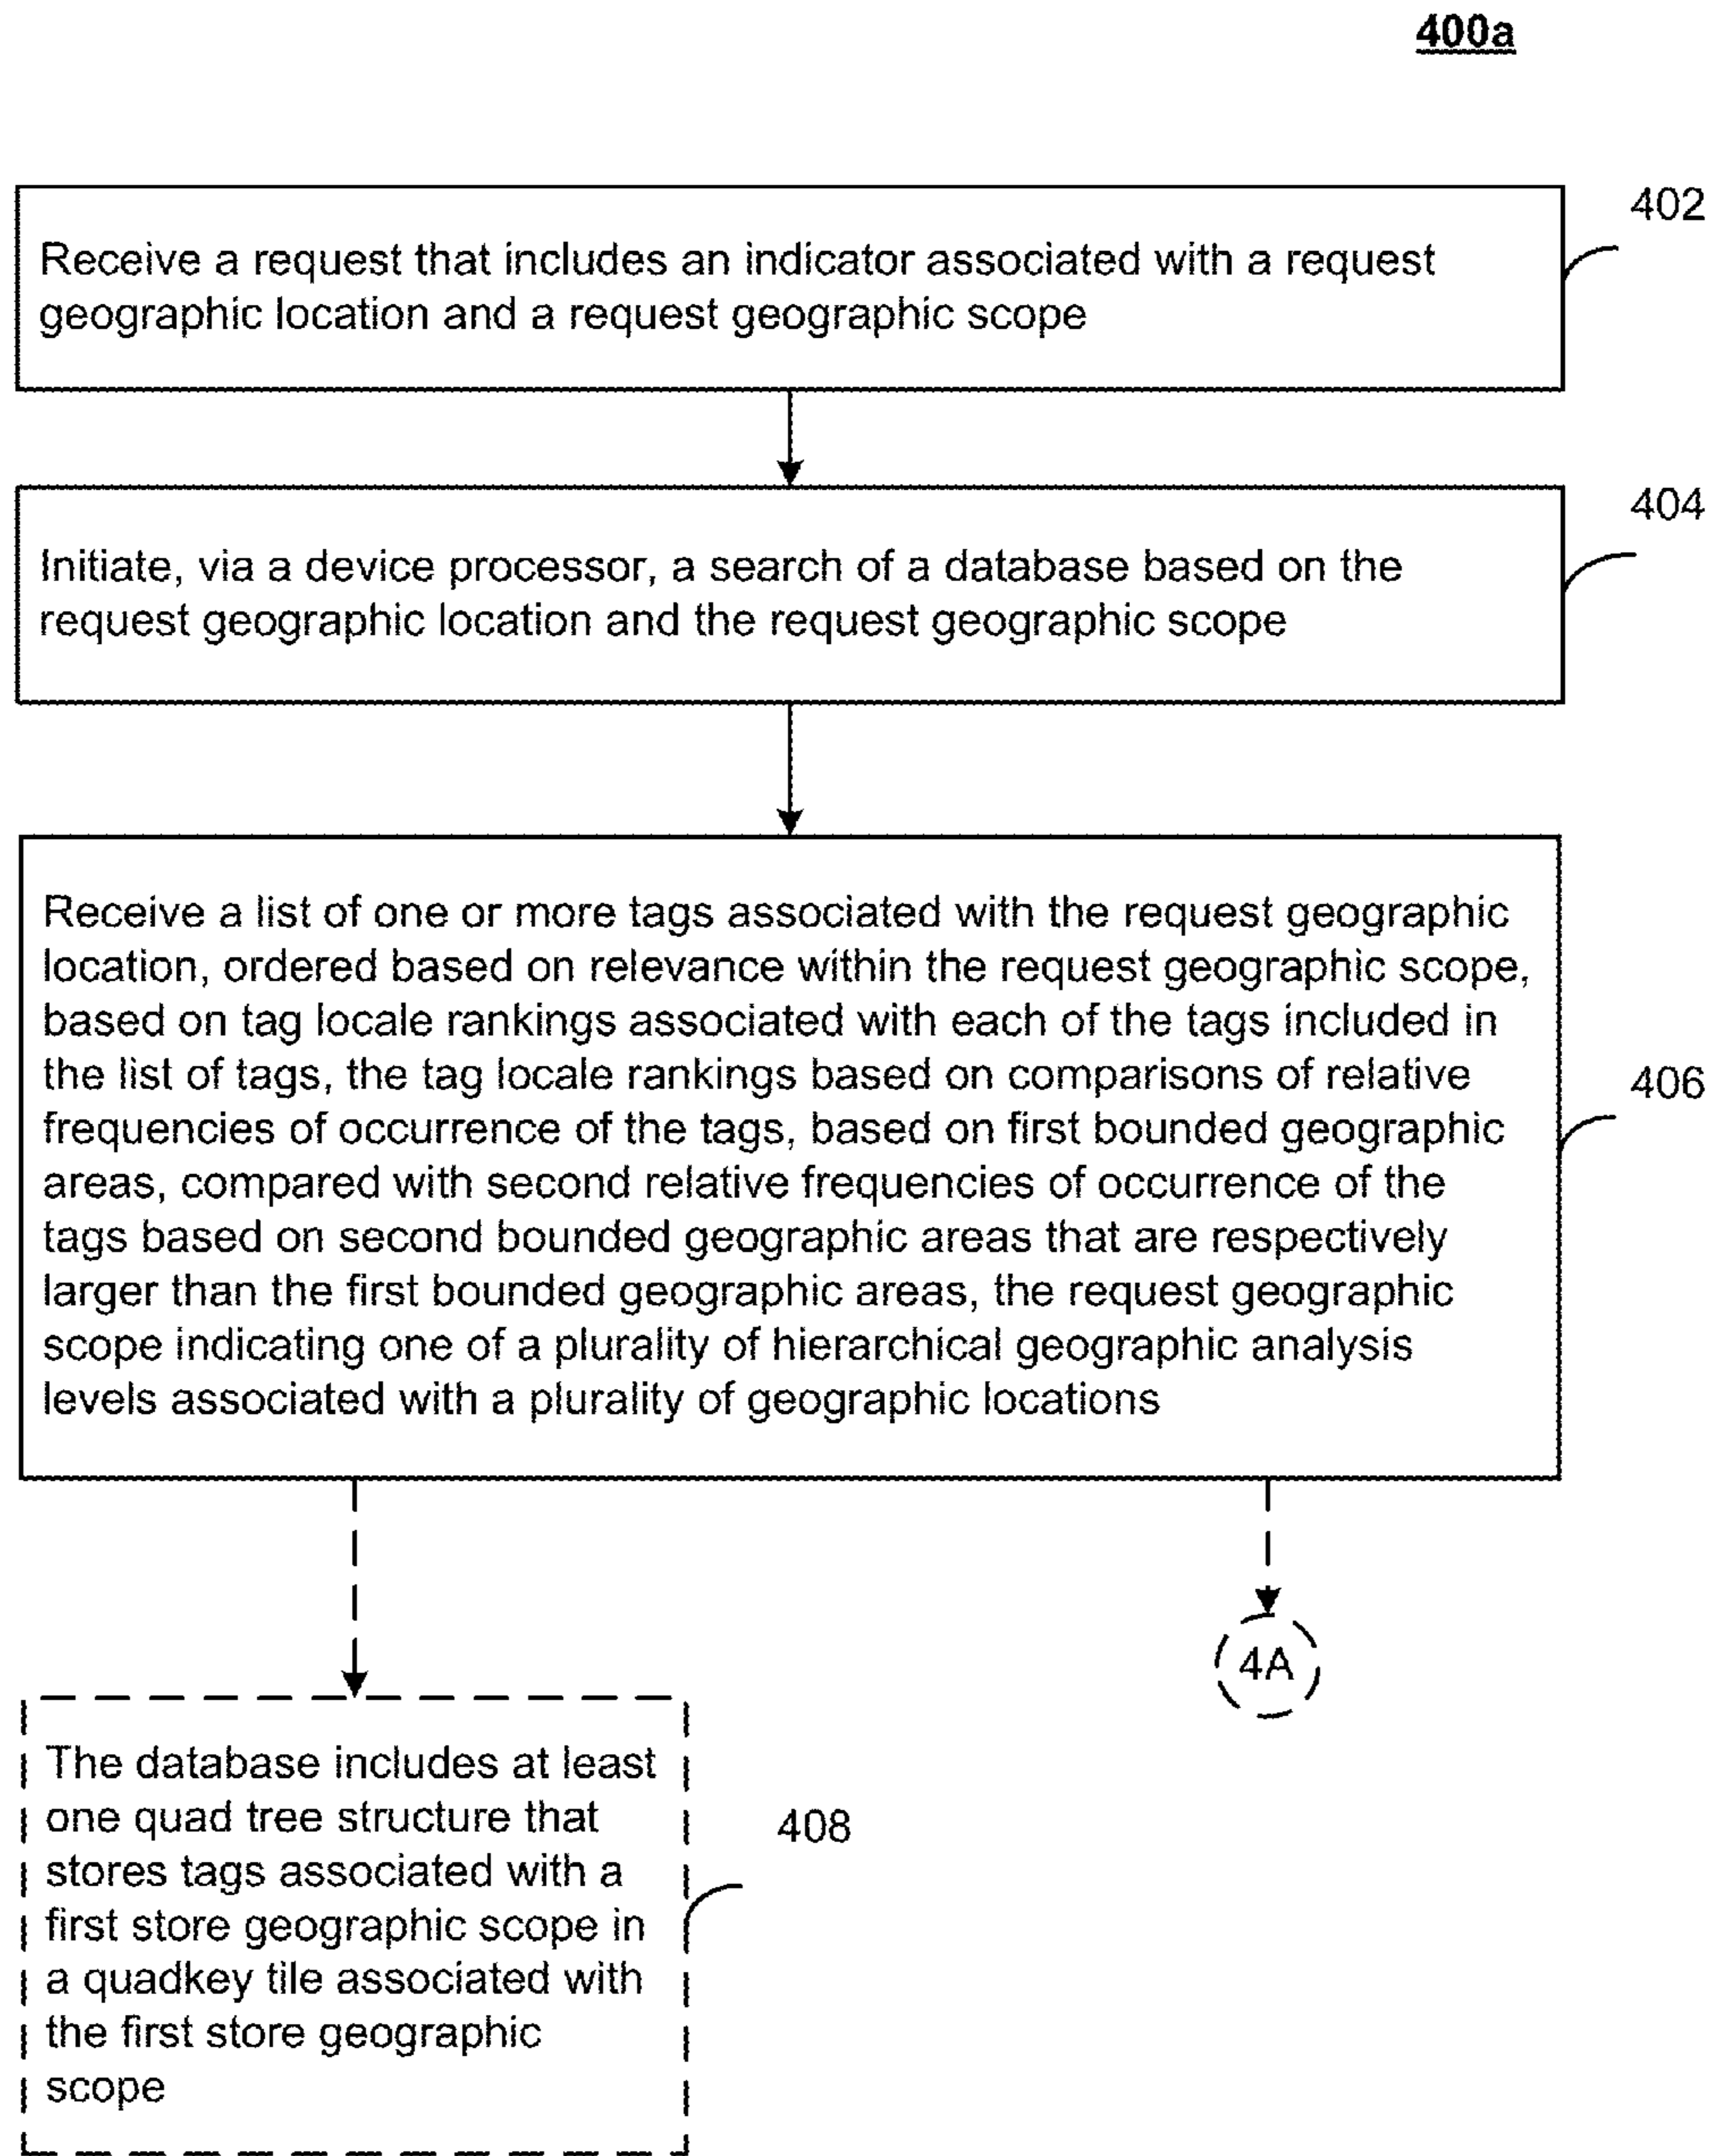 400a
402
Receive a request that includes an indicator associated with a request
geographic location and a request geographic scope
404
Initiate, via a device processor, a search of a database based on the
request geographic location and the request geographic scope
Receive a list of one or more tags associated with the request geographic
location, ordered based on relevance within the request geographic scope,
based on tag locale rankings associated with each of the tags included in
the list of tags, the tag locale rankings based on comparisons of relative
frequencies of occurrence of the tags, based on first bounded geographic
areas, compared with second relative frequencies of occurrence of the
tags based on second bounded geographic areas that are respectively
larger than the first bounded geographic areas, the request geographic
scope indicating one of a plurality of hierarchical geographic analysis
levels associated with a plurality of geographic locations
406
4A
The database includes at least
one quad tree structure that
stores tags associated with a
first store geographic scope in
a quadkey tile associated with
the first store geographic
scope
408